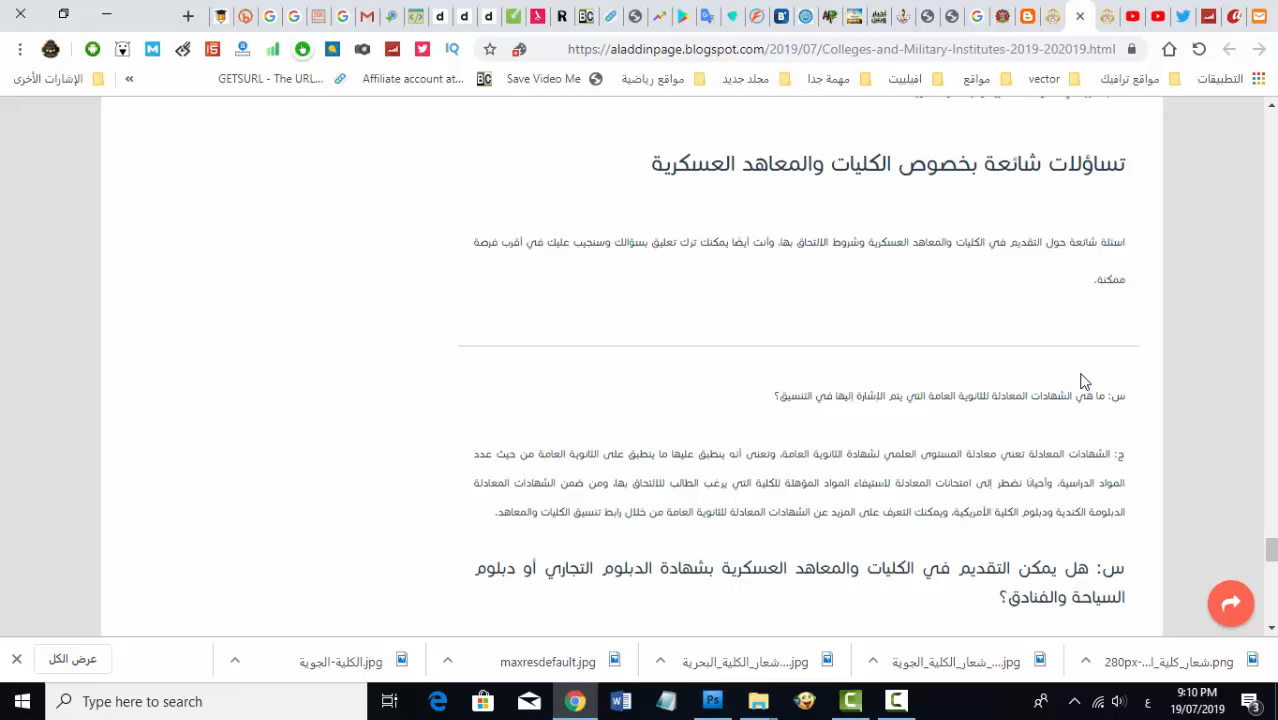 https://aladdinpage.blogspot.com/2019/07/Colleges-and-Military-Institutes-2019-202019.html
التطبيقات
مواقع ترافيك
vector
مواقع
افيلييت
مهمة جدا
مجلد جديد
مواقع رياضية
Save Video Me
Affiliate account at...
GETSURL - The URL...
الإشارات الأخرى
تساؤلات شائعة بخصوص الكليات والمعاهد العسكرية
اسئلة شائعة حول التقديم في الكليات والمعاهد العسكرية وشروط الالتحاق بها، وأنت أيضًا يمكنك ترك تعليق بسؤالك وسنجيب عليك في أقرب فرصة
ممكنة.
س: ما هي الشهادات المعادلة للثانوية العامة التي يتم الإشارة إليها في التنسيق؟
ج: الشهادات المعادلة تعني معادلة المستوى العلمي لشهادة الثانوية العامة، وتعنى أنه ينطبق عليها ما ينطبق على الثانوية العامة من حيث عدد
المواد الدراسية، وأحيانًا نضطر إلى امتحانات المعادلة لاستيفاء المواد المؤهلة للكلية التي يرغب الطالب للالتحاق بها، ومن ضمن الشهادات المعادلة
الدبلومة الكندية ودبلوم الكلية الأمريكية، ويمكنك التعرف على المزيد عن الشهادات المعادلة للثانوية العامة من خلال رابط تنسيق الكليات والمعاهد.
س: هل يمكن التقديم في الكليات والمعاهد العسكرية بشهادة الدبلوم التجاري أو دبلوم
السياحة والفنادق؟
280px-شعار_كلية_ا...png
شعار_الكلية_الجوية_...jpg
شعار_الكلية_البحرية...jpg
maxresdefault.jpg
الكلية-الجوية.jpg
عرض الكل
Type here to search
ع
9:10 PM
19/07/2019
3